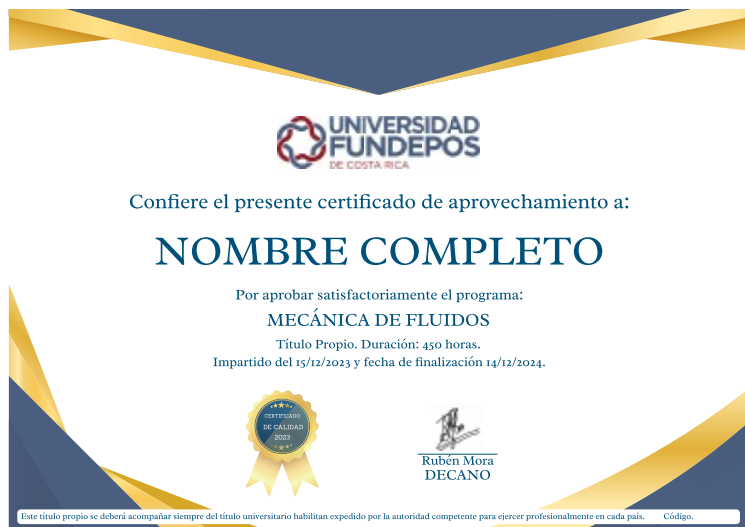 UNIVERSIDAD
FUNDEPOS
DE COSTA RICA
Confiere el presente certificado de aprovechamiento a:
NOMBRE COMPLETO
Por aprobar satisfactoriamente el programa:
MECÁNICA DE FLUIDOS
Título Propio. Duración: 450 horas.
Impartido del 15/12/2023 y fecha de finalización 14/12/2024.
CERTIFICADO
DE CALIDAD
2023
Rubén Mora
DECANO
Este título propio se deberá acompañar siempre del título universitario habilitan expedido por la autoridad competente para ejercer profesionalmente en cada país. Código.